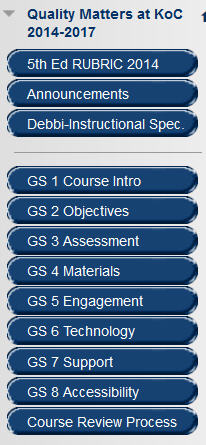 Quality Matters at KoC
2014-2017
5th Ed RUBRIC 2014
Announcements
Debbi-Instructional Spec.
GS 1 Course Intro
GS 2 Objectives
GS 3 Assessment
GS 4 Materials
GS 5 Engagement
GS 6 Technology
GS 7 Support
GS 8 Accessibility
Course Review Process